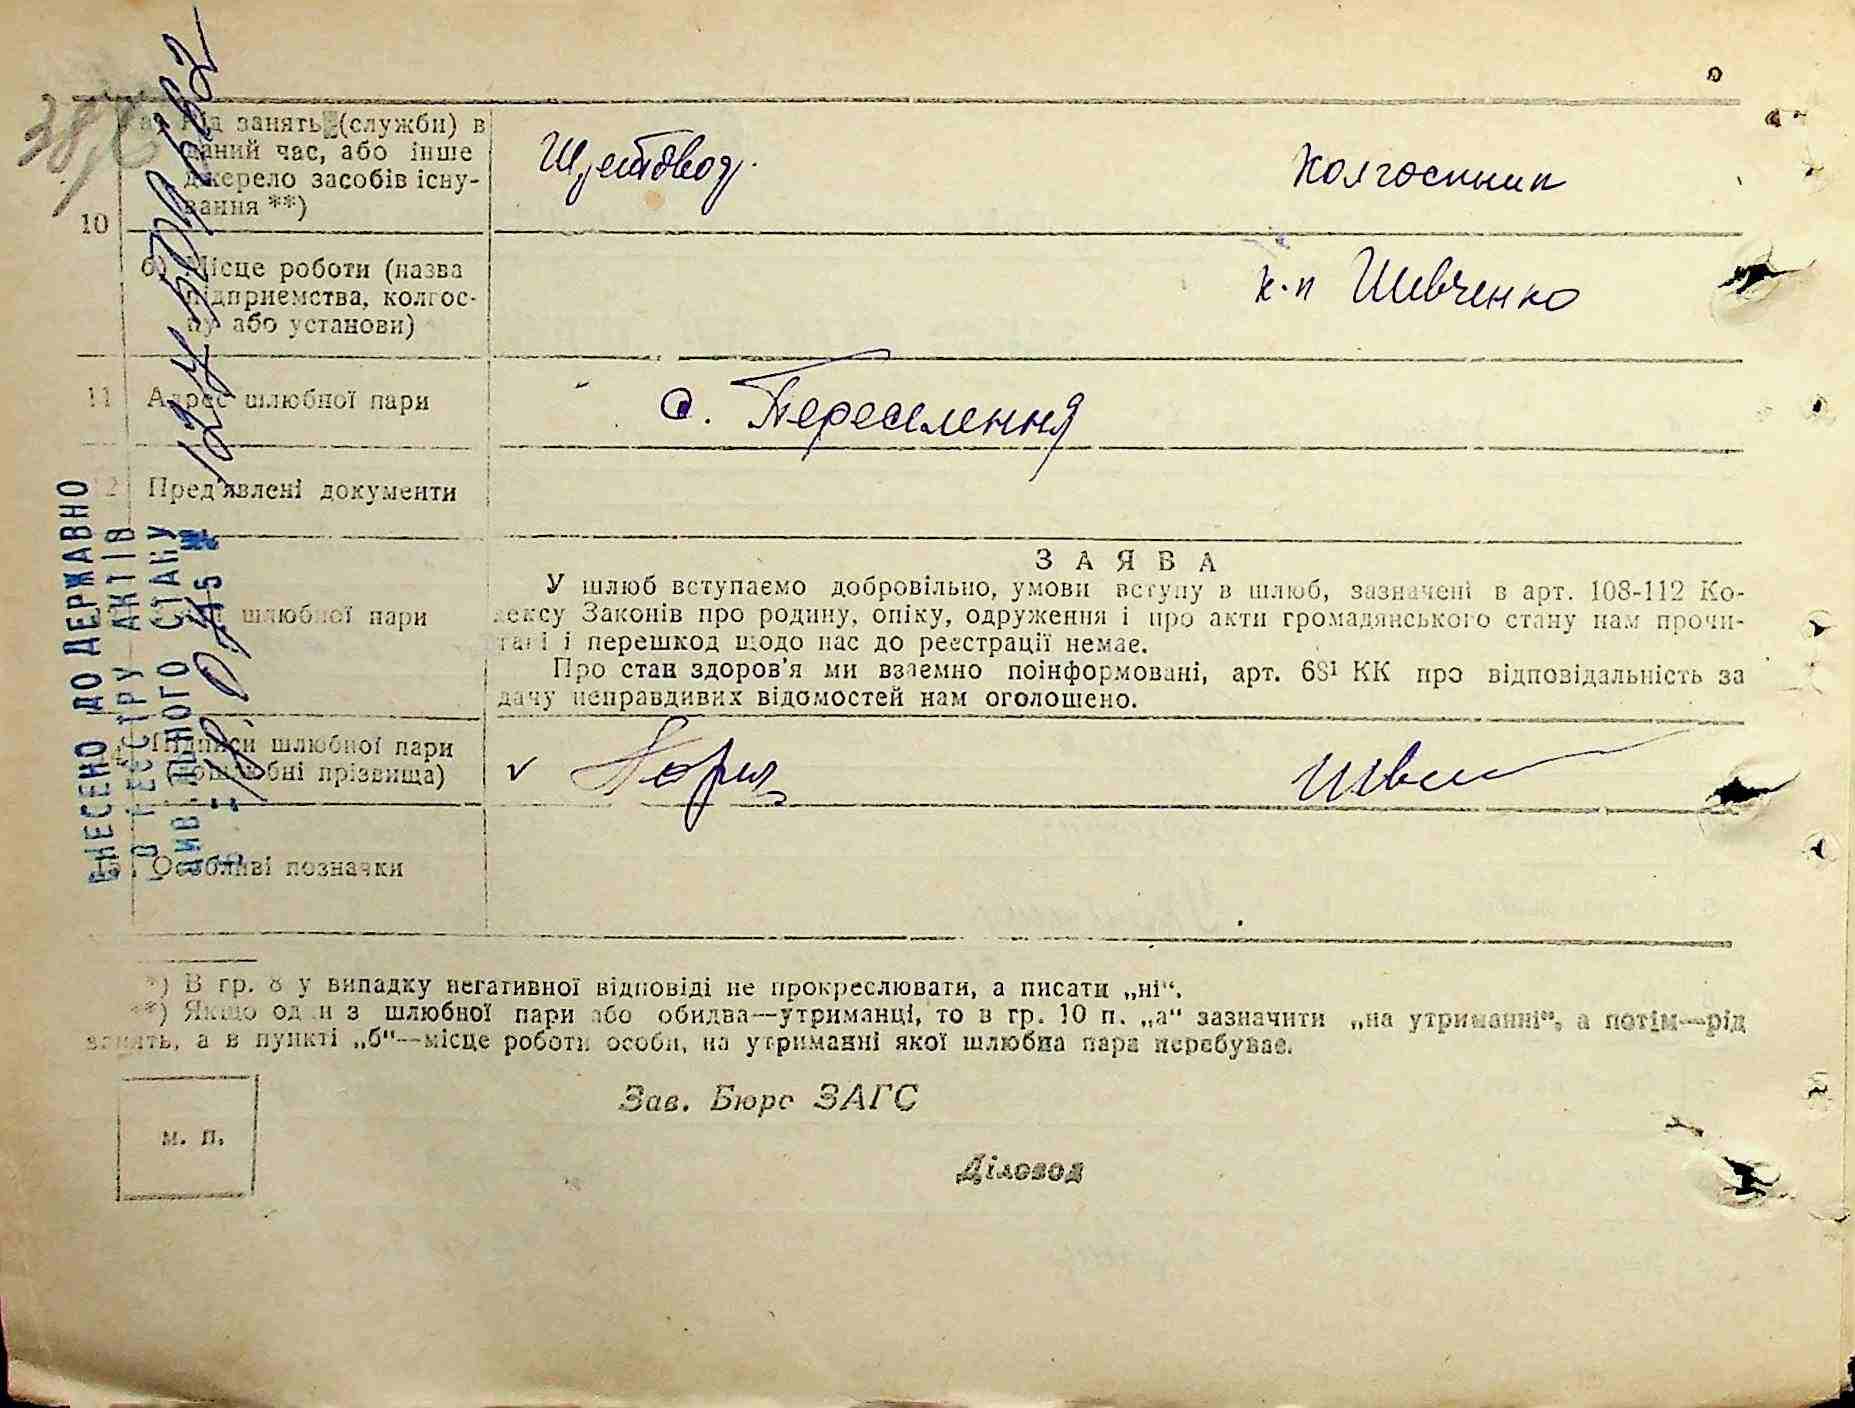 10
а) Рід занять (служби) в
даний час, або інше
джерело засобів існу-
вання **)
Щетовод.
Колгоспник
б) Місце роботи (назва
підприємства, колгос-
пу або установи)
к-п Шевченко
11 Адрес шлюбної пари
с. Переселення
12 Пред'явлені документи
ЗАЯВА
шлюбної пари
У шлюб вступаємо добровільно, умови вступу в шлюб, зазначені в арт. 108-112 Ко-
дексу Законів про родину, опіку, одруження і про акти громадянського стану нам прочи-
тані і перешкод щодо нас до реєстрації немає.
Про стан здоров'я ми взаємно поінформовані, арт. 68¹ КК про відповідальність за
дачу неправдивих відомостей нам оголошено.
Підписи шлюбної пари
(дошлюбні прізвища)
15 Особливі позначки
*) В гр. 8 у випадку негативної відповіді не прокреслювати, а писати „ні“.
**) Якщо один з шлюбної пари або обидва—утриманці, то в гр. 10 п. „а“ зазначити „на утриманні“, а потім—рід
занять, а в пункті „б“—місце роботи особи, на утриманні якої шлюбна пара перебуває.
Зав. Бюро ЗАГС
м. п.
Діловод
ВНЕСЕНО ДО ДЕРЖАВНО
ГО РЕЄСТРУ АКТІВ
ЦИВІЛЬНОГО СТАНУ